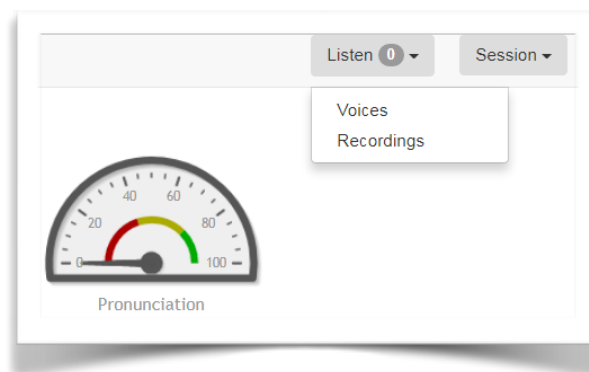 Listen 0
Session
Voices
Recordings
40 60
20 80
0 100
Pronunciation